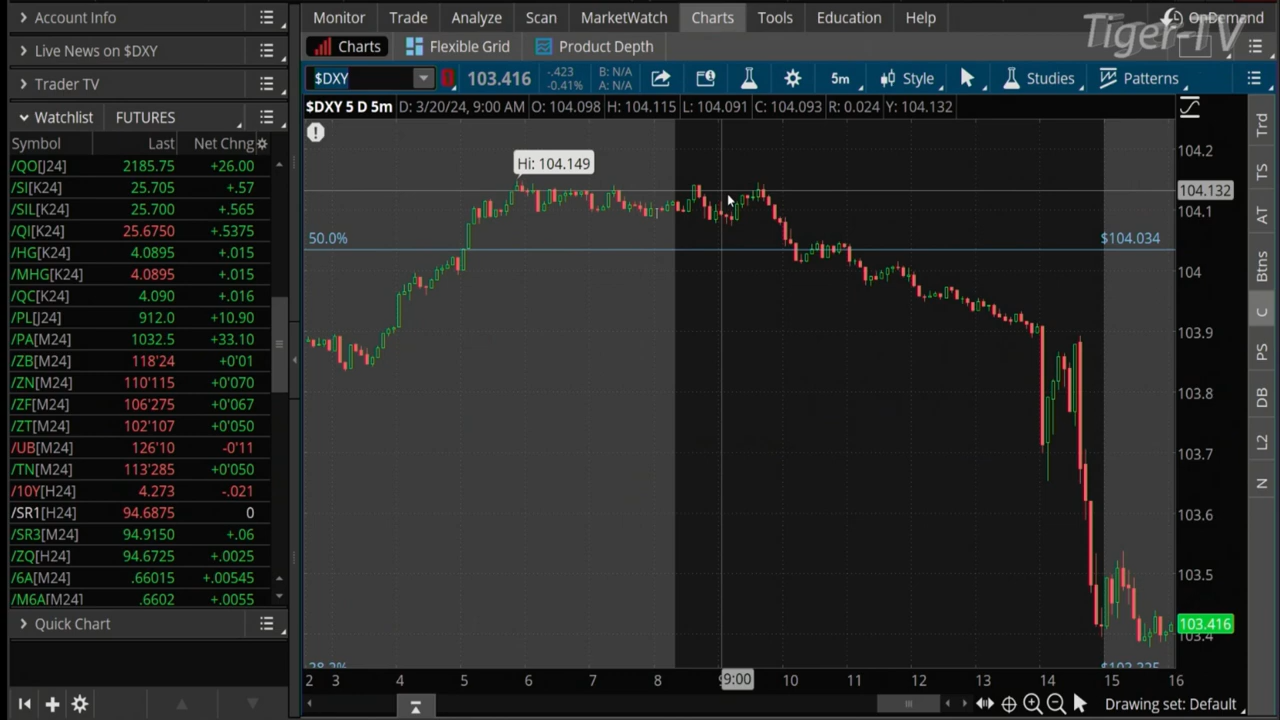 Account Info
Live News on $DXY
Trader TV
Watchlist FUTURES
Symbol Last Net Chng
/QO[J24] 2185.75 +26.00
/SI[K24] 25.705 +.57
/SIL[K24] 25.700 +.565
/QI[K24] 25.6750 +.5375
/HG[K24] 4.0895 +.015
/MHG[K24] 4.0895 +.015
/QC[K24] 4.090 +.016
/PL[J24] 912.0 +10.90
/PA[M24] 1032.5 +33.10
/ZB[M24] 118'24 +0'01
/ZN[M24] 110'115 +0'070
/ZF[M24] 106'275 +0'067
/ZT[M24] 102'107 +0'050
/UB[M24] 126'10 -0'11
/TN[M24] 113'285 +0'050
/10Y[H24] 4.273 -.021
/SR1[H24] 94.6875 0
/SR3[M24] 94.9150 +.06
/ZQ[H24] 94.6725 +.0025
/6A[M24] .66015 +.00545
/M6A[M24] .6602 +.0055
Quick Chart
Monitor Trade Analyze Scan MarketWatch Charts Tools Education Help
OnDemand
Tiger-TV
Charts Flexible Grid Product Depth
$DXY 103.416 -.423 -0.41% B: N/A A: N/A 5m Style Studies Patterns
$DXY 5 D 5m D: 3/20/24, 9:00 AM O: 104.098 H: 104.115 L: 104.091 C: 104.093 R: 0.024 Y: 104.132
Hi: 104.149
50.0% $104.034
104.2
104.132
104.1
104
103.9
103.8
103.7
103.6
103.5
103.416
103.4
2 3 4 5 6 7 8 9:00 10 11 12 13 14 15 16
Drawing set: Default
Trd
TS
AT
Btns
C
PS
DB
L2
N